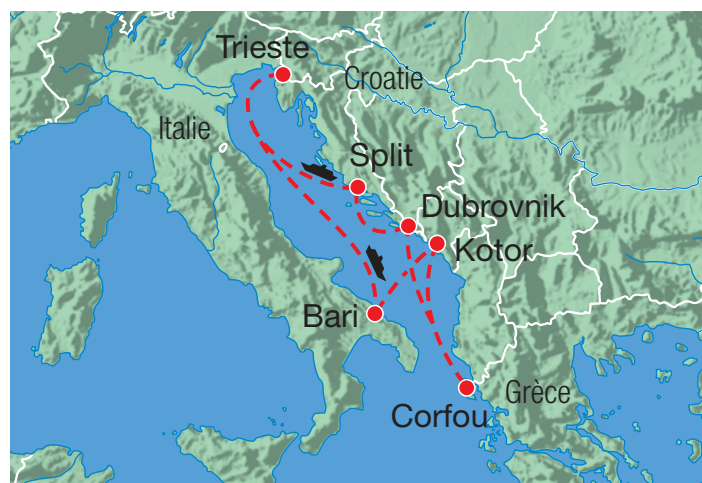 Trieste
Croatie
Italie
Split
Dubrovnik
Kotor
Bari
Grèce
Corfou